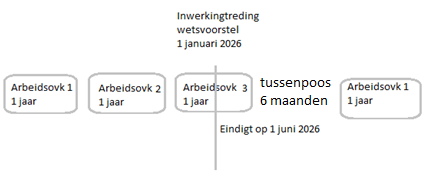 Inwerkingtreding
wetsvoorstel
1 januari 2026
Arbeidsovk 1
1 jaar
Arbeidsovk 2
1 jaar
Arbeidsovk 3
1 jaar
tussenpoos
6 maanden
Arbeidsovk 1
1 jaar
Eindigt op 1 juni 2026